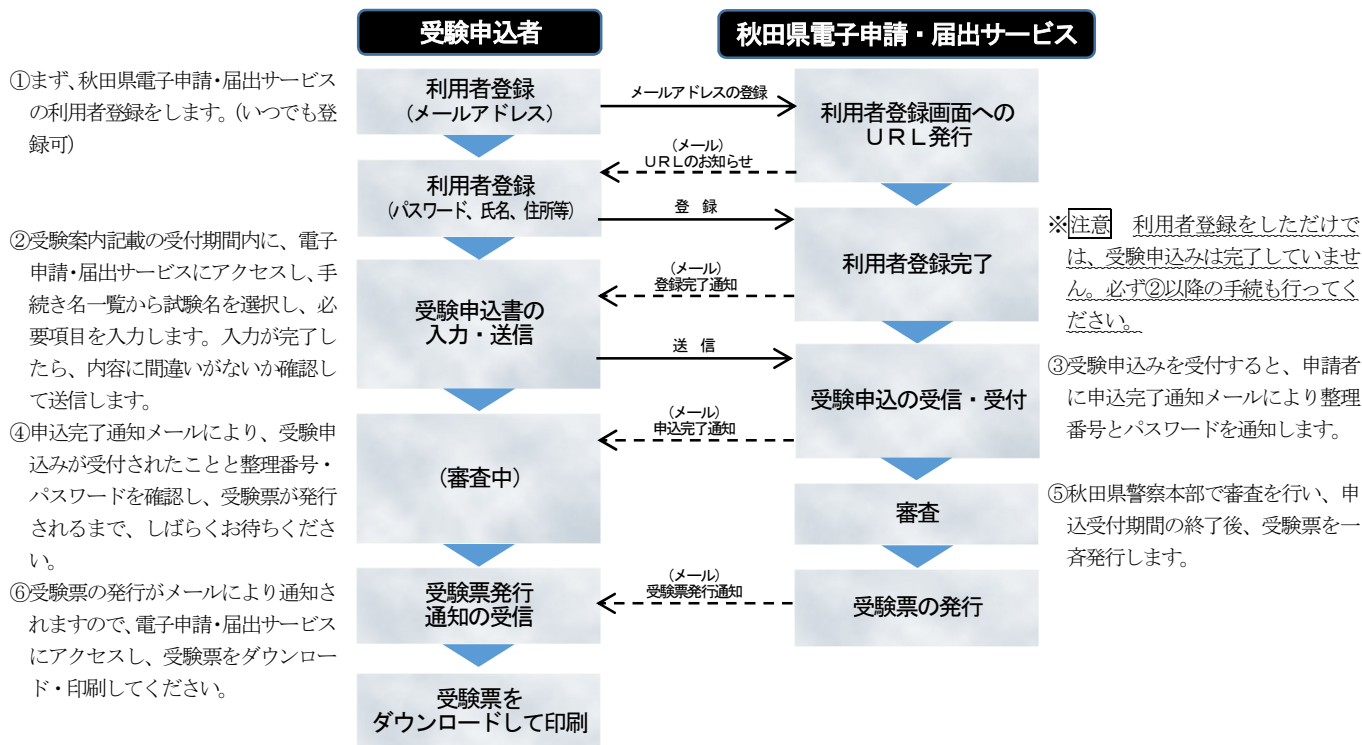 受験申込者
秋田県電子申請・届出サービス
①まず、秋田県電子申請・届出サービス
の利用者登録をします。(いつでも登
録可)
利用者登録
(メールアドレス)
メールアドレスの登録
利用者登録画面への
ＵＲＬ発行
(メール)
ＵＲＬのお知らせ
利用者登録
(パスワード、氏名、住所等)
登 録
利用者登録完了
※注意　利用者登録をしただけで
は、受験申込みは完了していませ
ん。必ず②以降の手続も行ってく
ださい。
②受験案内記載の受付期間内に、電子
申請・届出サービスにアクセスし、手
続き名一覧から試験名を選択し、必
要項目を入力します。入力が完了し
たら、内容に間違いがないか確認し
て送信します。
(メール)
登録完了通知
受験申込書の
入力・送信
送 信
受験申込の受信・受付
③受験申込みを受付すると、申請者
に申込完了通知メールにより整理
番号とパスワードを通知します。
(メール)
申込完了通知
④申込完了通知メールにより、受験申
込みが受付されたことと整理番号・
パスワードを確認し、受験票が発行
されるまで、しばらくお待ちくださ
い。
(審査中)
審査
⑤秋田県警察本部で審査を行い、申
込受付期間の終了後、受験票を一
斉発行します。
⑥受験票の発行がメールにより通知さ
れますので、電子申請・届出サービス
にアクセスし、受験票をダウンロー
ド・印刷してください。
受験票発行
通知の受信
(メール)
受験票発行通知
受験票の発行
受験票を
ダウンロードして印刷